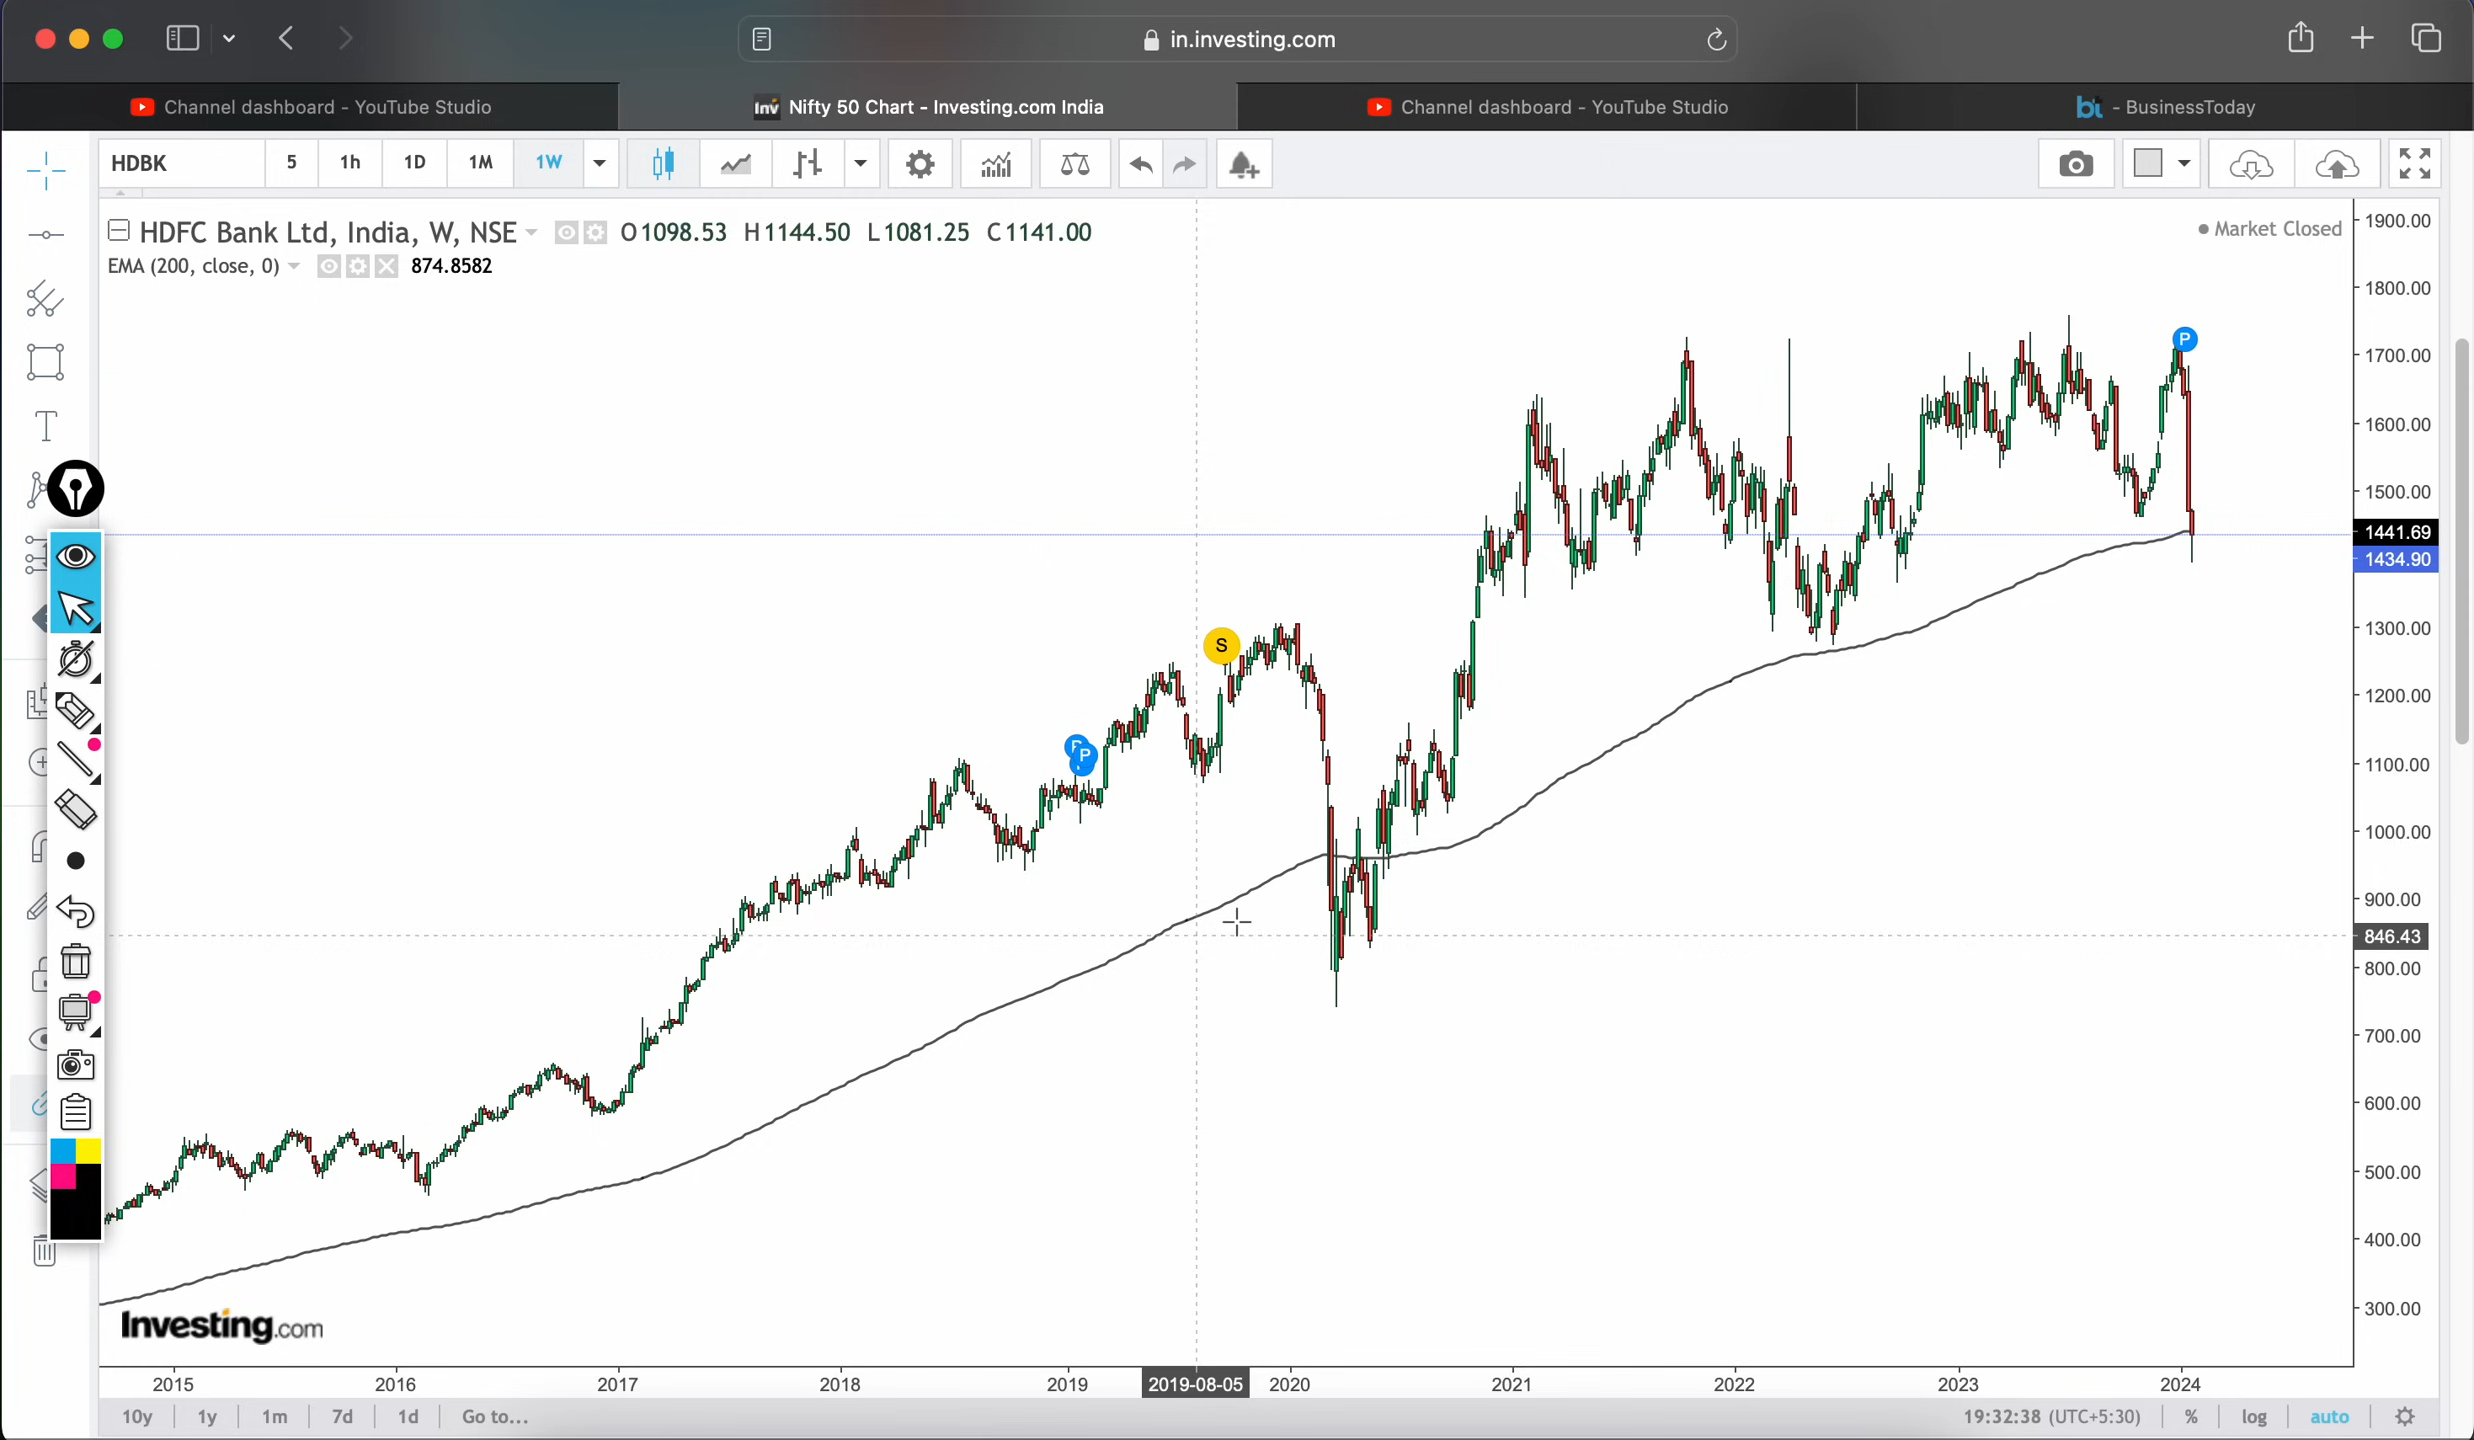 in.investing.com
Channel dashboard - YouTube Studio
Inv Nifty 50 Chart - Investing.com India
Channel dashboard - YouTube Studio
bt - BusinessToday
HDBK 5 1h 1D 1M 1W
HDFC Bank Ltd, India, W, NSE O1098.53 H1144.50 L1081.25 C1141.00
Market Closed
EMA (200, close, 0) 874.8582
1900.00
1800.00
1700.00
1600.00
1500.00
1441.69
1434.90
1300.00
1200.00
1100.00
1000.00
900.00
846.43
800.00
700.00
600.00
500.00
400.00
300.00
P
S
P
P
T
Investing.com
2015 2016 2017 2018 2019 2019-08-05 2020 2021 2022 2023 2024
10y 1y 1m 7d 1d Go to... 19:32:38 (UTC+5:30) % log auto